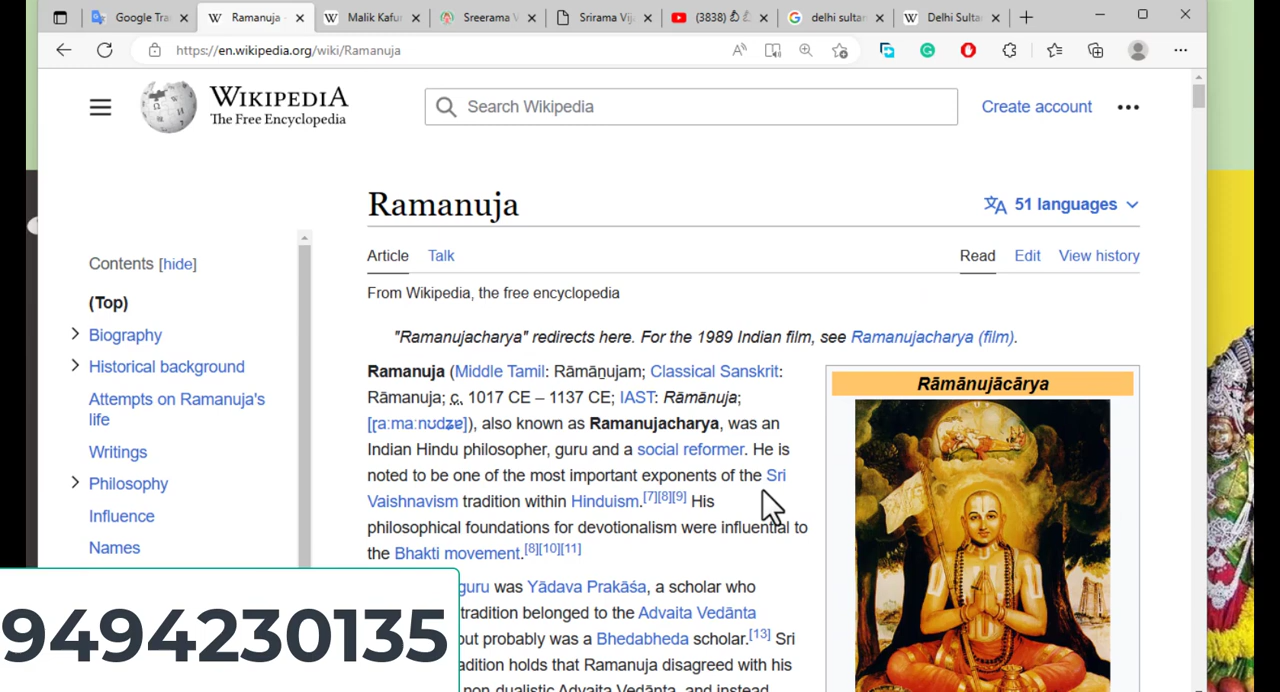 Google Tra
Ramanuja -
Malik Kafu
Sreerama V
Srirama Vij
delhi sultar
Delhi Sulta
https://en.wikipedia.org/wiki/Ramanuja
WIKIPEDIA
The Free Encyclopedia
Search Wikipedia
Create account
Ramanuja
51 languages
Article Talk
Read Edit View history
From Wikipedia, the free encyclopedia
Contents [hide]
(Top)
Biography
Historical background
Attempts on Ramanuja's
life
Writings
Philosophy
Influence
Names
"Ramanujacharya" redirects here. For the 1989 Indian film, see Ramanujacharya (film).
Ramanuja (Middle Tamil: Rāmāṉujam; Classical Sanskrit:
Rāmanuja; c. 1017 CE – 1137 CE; IAST: Rāmānuja;
[ɽaːmaːnʊdʑɐ]), also known as Ramanujacharya, was an
Indian Hindu philosopher, guru and a social reformer. He is
noted to be one of the most important exponents of the Sri
Vaishnavism tradition within Hinduism.[7][8][9] His
philosophical foundations for devotionalism were influential to
the Bhakti movement.[8][10][11]
guru was Yādava Prakāśa, a scholar who
tradition belonged to the Advaita Vedānta
but probably was a Bhedabheda scholar.[13] Sri
adition holds that Ramanuja disagreed with his
non-dualistic Advaita Vedānta, and instead
Rāmānujācārya
9494230135